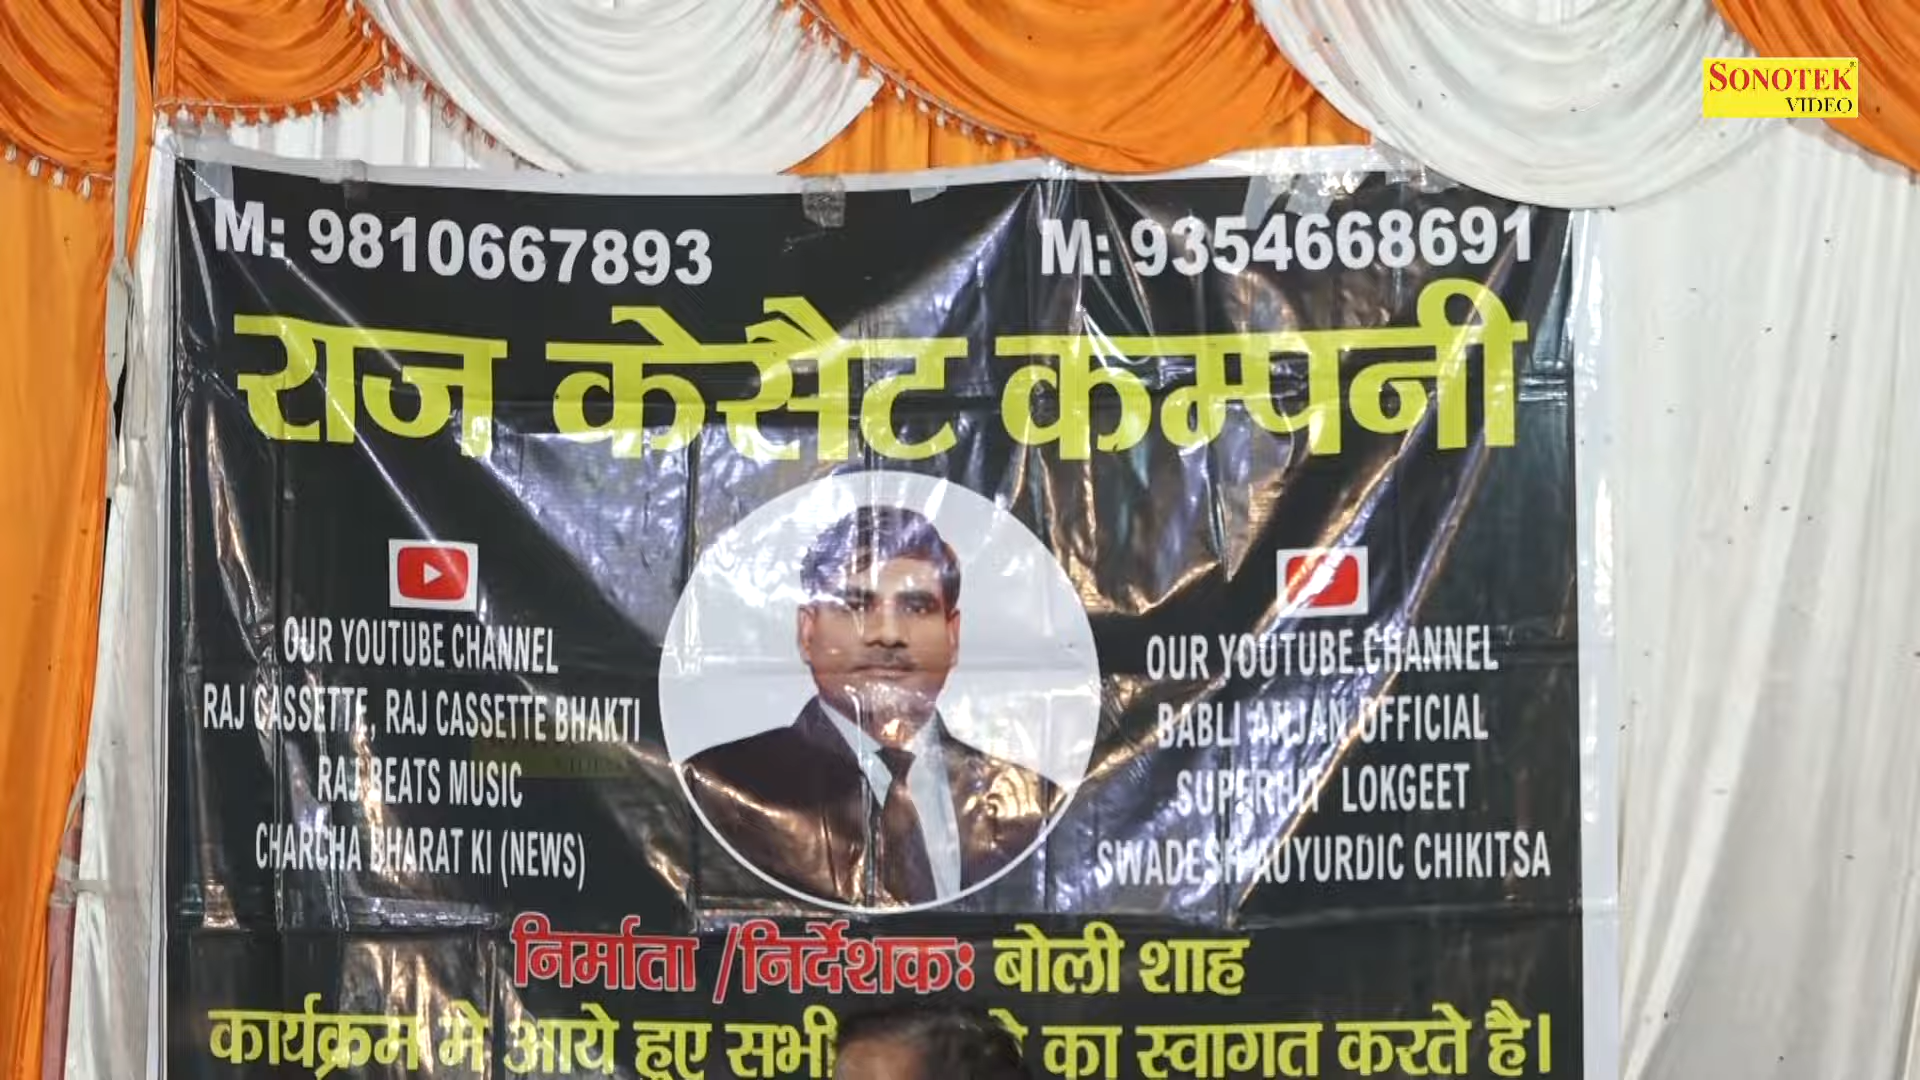 SONOTEK
VIDEO
M: 9810667893
M: 9354668691
राज केसैट कम्पनी
OUR YOUTUBE CHANNEL
RAJ CASSETTE, RAJ CASSETTE BHAKTI
RAJ BEATS MUSIC
CHARCHA BHARAT KI (NEWS)
OUR YOUTUBE CHANNEL
BABLI ANJAN OFFICIAL
SUPERHIT LOKGEET
SWADESHI AUYURDIC CHIKITSA
निर्माता /निर्देशकः बोली शाह
कार्यक्रम मे आये हुए सभी का स्वागत करते है।